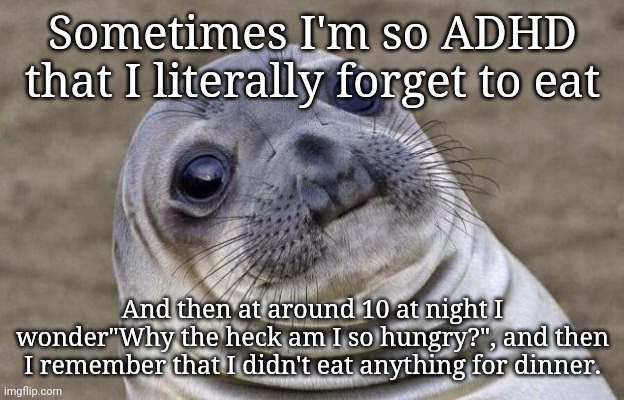 Sometimes I'm so ADHD
that I literally forget to eat
And then at around 10 at night I
wonder"Why the heck am I so hungry?", and then
I remember that I didn't eat anything for dinner.
imgflip.com